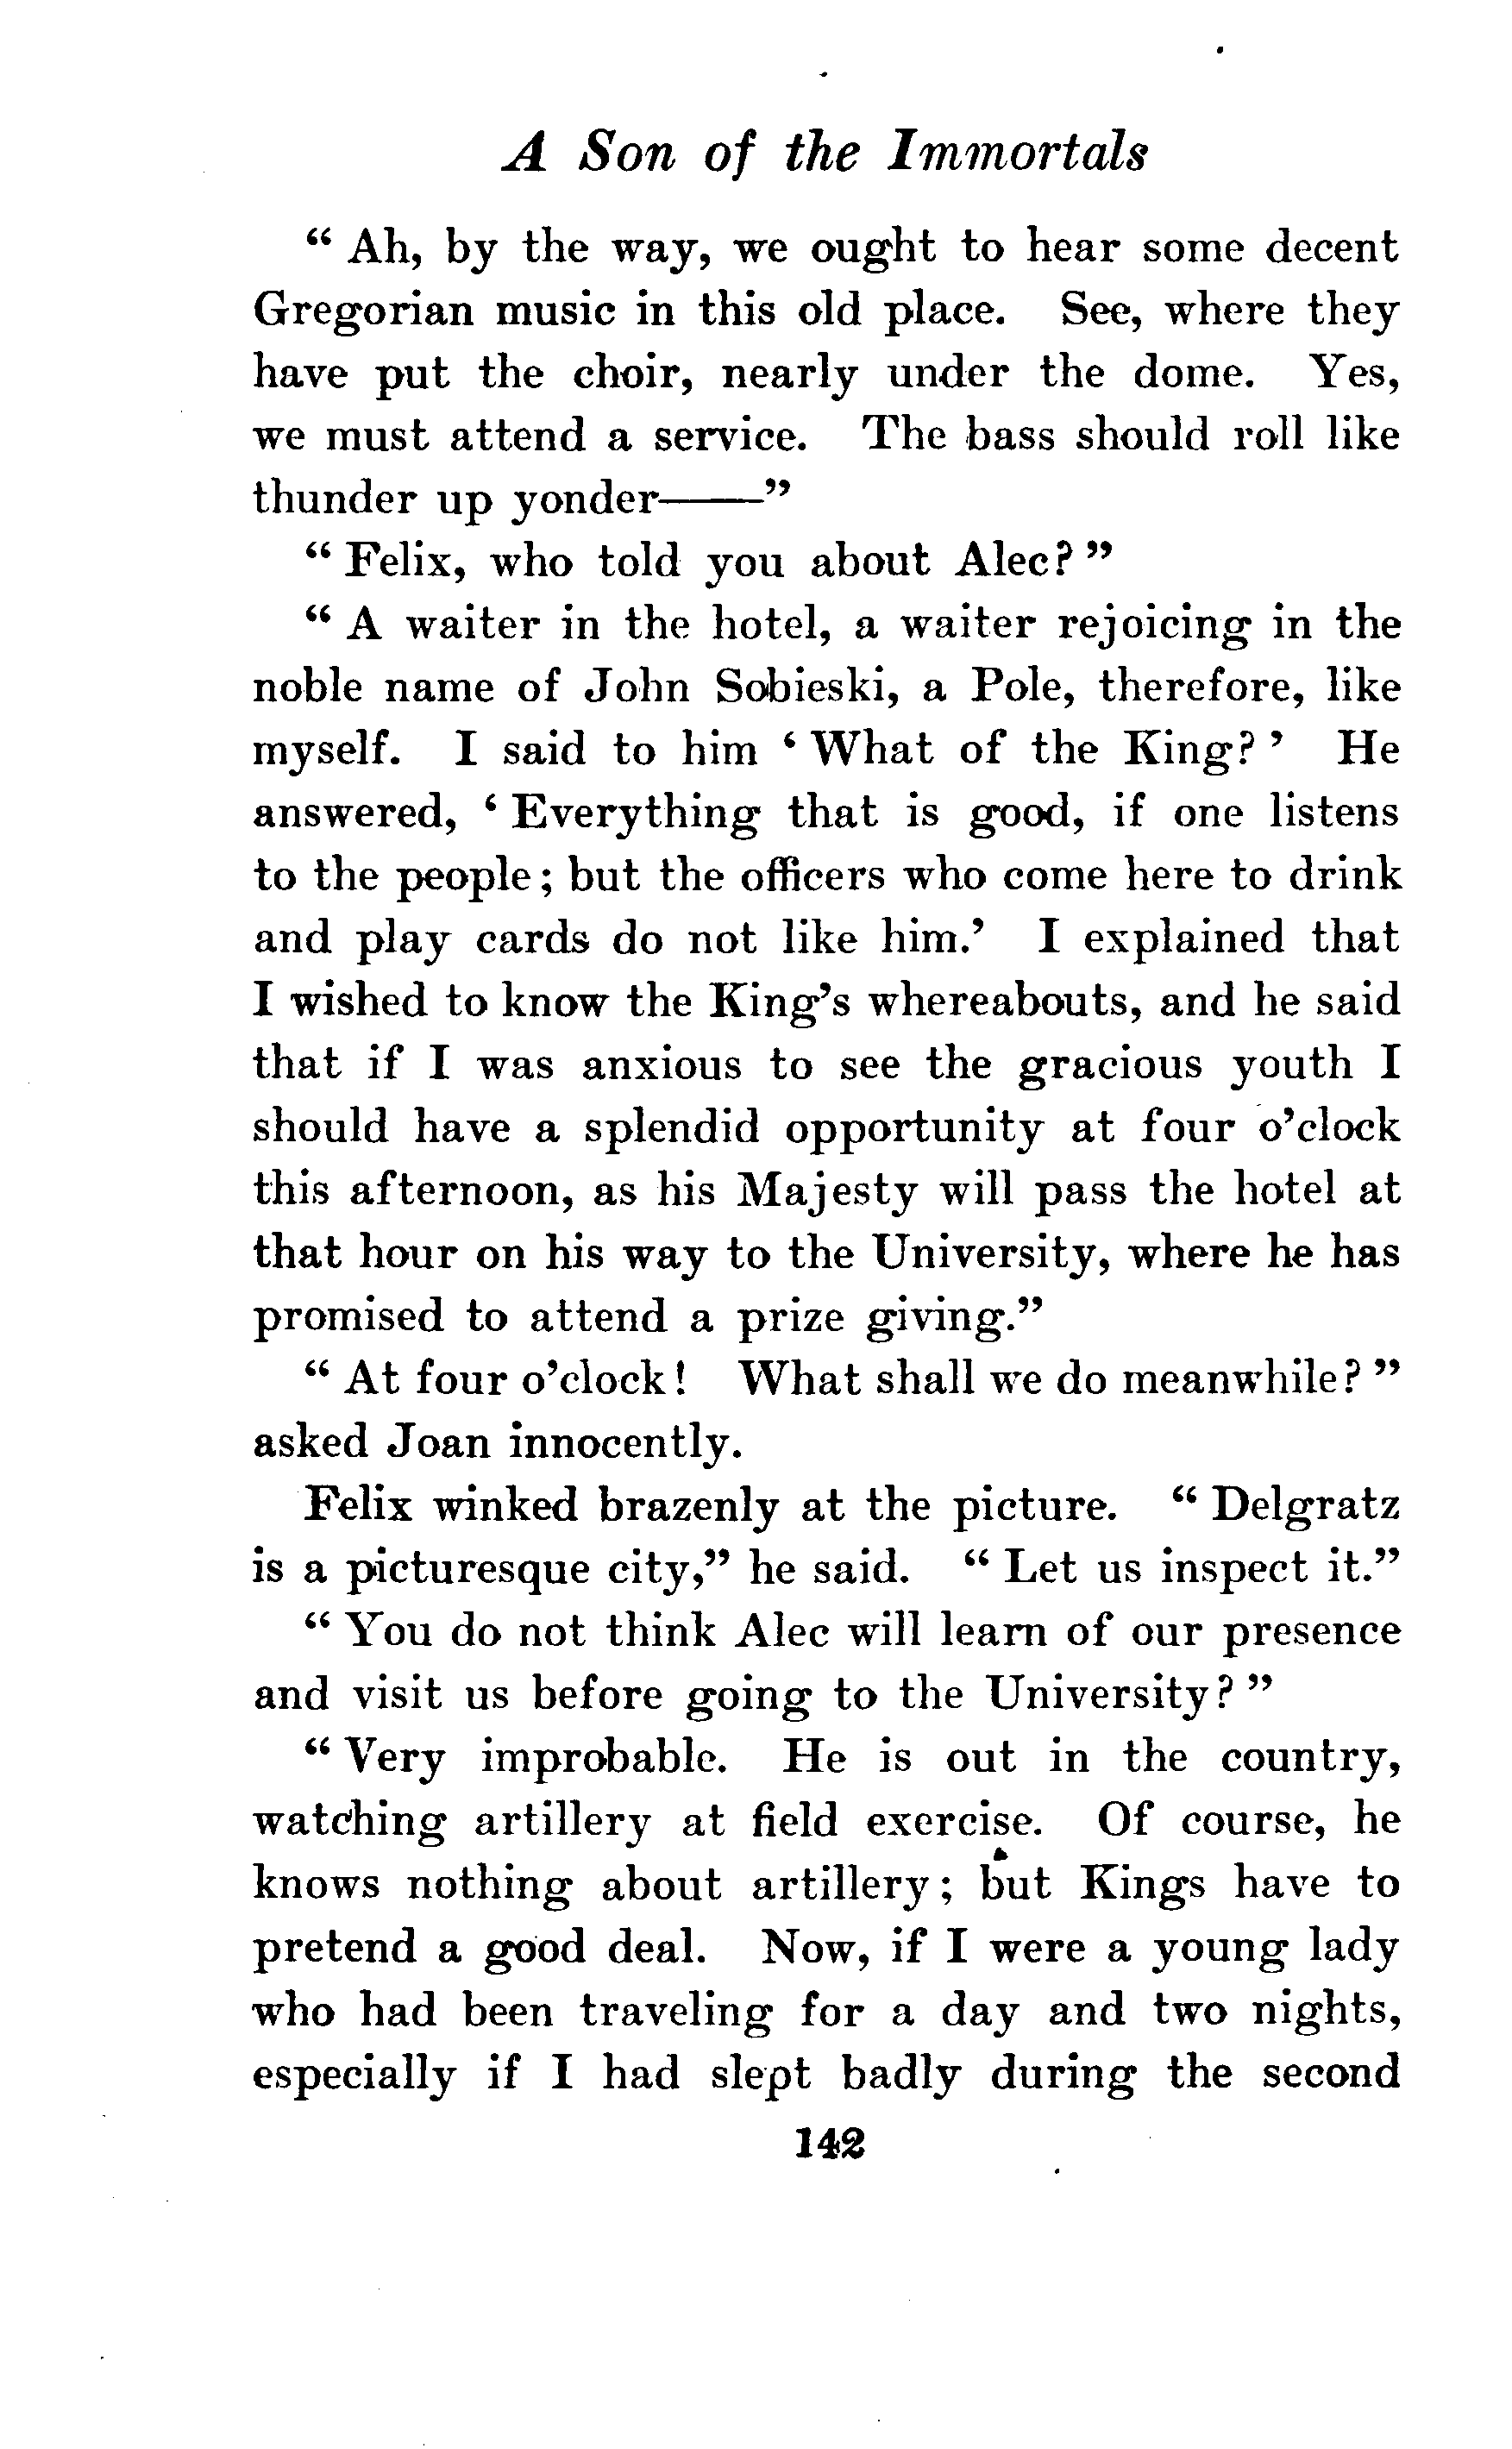 A Son of the Immortals
“ Ah, by the way, we ought to hear some decent
Gregorian music in this old place. See, where they
have put the choir, nearly under the dome. Yes,
we must attend a service. The bass should roll like
thunder up yonder——”
“ Felix, who told you about Alec? ”
“ A waiter in the hotel, a waiter rejoicing in the
noble name of John Sobieski, a Pole, therefore, like
myself. I said to him ‘ What of the King? ’ He
answered, ‘ Everything that is good, if one listens
to the people; but the officers who come here to drink
and play cards do not like him.’ I explained that
I wished to know the King’s whereabouts, and he said
that if I was anxious to see the gracious youth I
should have a splendid opportunity at four o’clock
this afternoon, as his Majesty will pass the hotel at
that hour on his way to the University, where he has
promised to attend a prize giving.”
“ At four o’clock! What shall we do meanwhile? ”
asked Joan innocently.
Felix winked brazenly at the picture. “ Delgratz
is a picturesque city,” he said. “ Let us inspect it.”
“ You do not think Alec will learn of our presence
and visit us before going to the University? ”
“ Very improbable. He is out in the country,
watching artillery at field exercise. Of course, he
knows nothing about artillery; but Kings have to
pretend a good deal. Now, if I were a young lady
who had been traveling for a day and two nights,
especially if I had slept badly during the second
142